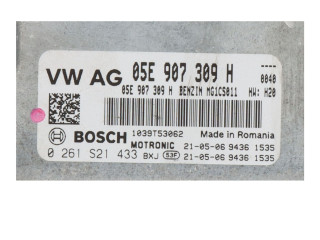 VW AG 05E 907 309 H ----
0040
05E 907 309 H BENZIN MG1CS011 HW: H20
BOSCH 1039T53062 Made in Romania
MOTRONIC 21-05-06 9436 1535
0 261 S21 433 BXJ 53F 21-05-06 9436 1535